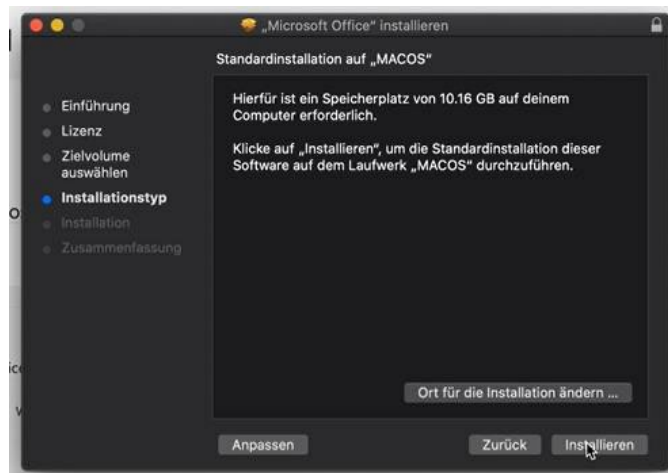 „Microsoft Office“ installieren
Standardinstallation auf „MACOS“
Einführung
Lizenz
Zielvolume
auswählen
Installationstyp
Installation
Zusammenfassung
Hierfür ist ein Speicherplatz von 10.16 GB auf deinem
Computer erforderlich.
Klicke auf „Installieren“, um die Standardinstallation dieser
Software auf dem Laufwerk „MACOS“ durchzuführen.
Ort für die Installation ändern ...
Anpassen
Zurück
Installieren